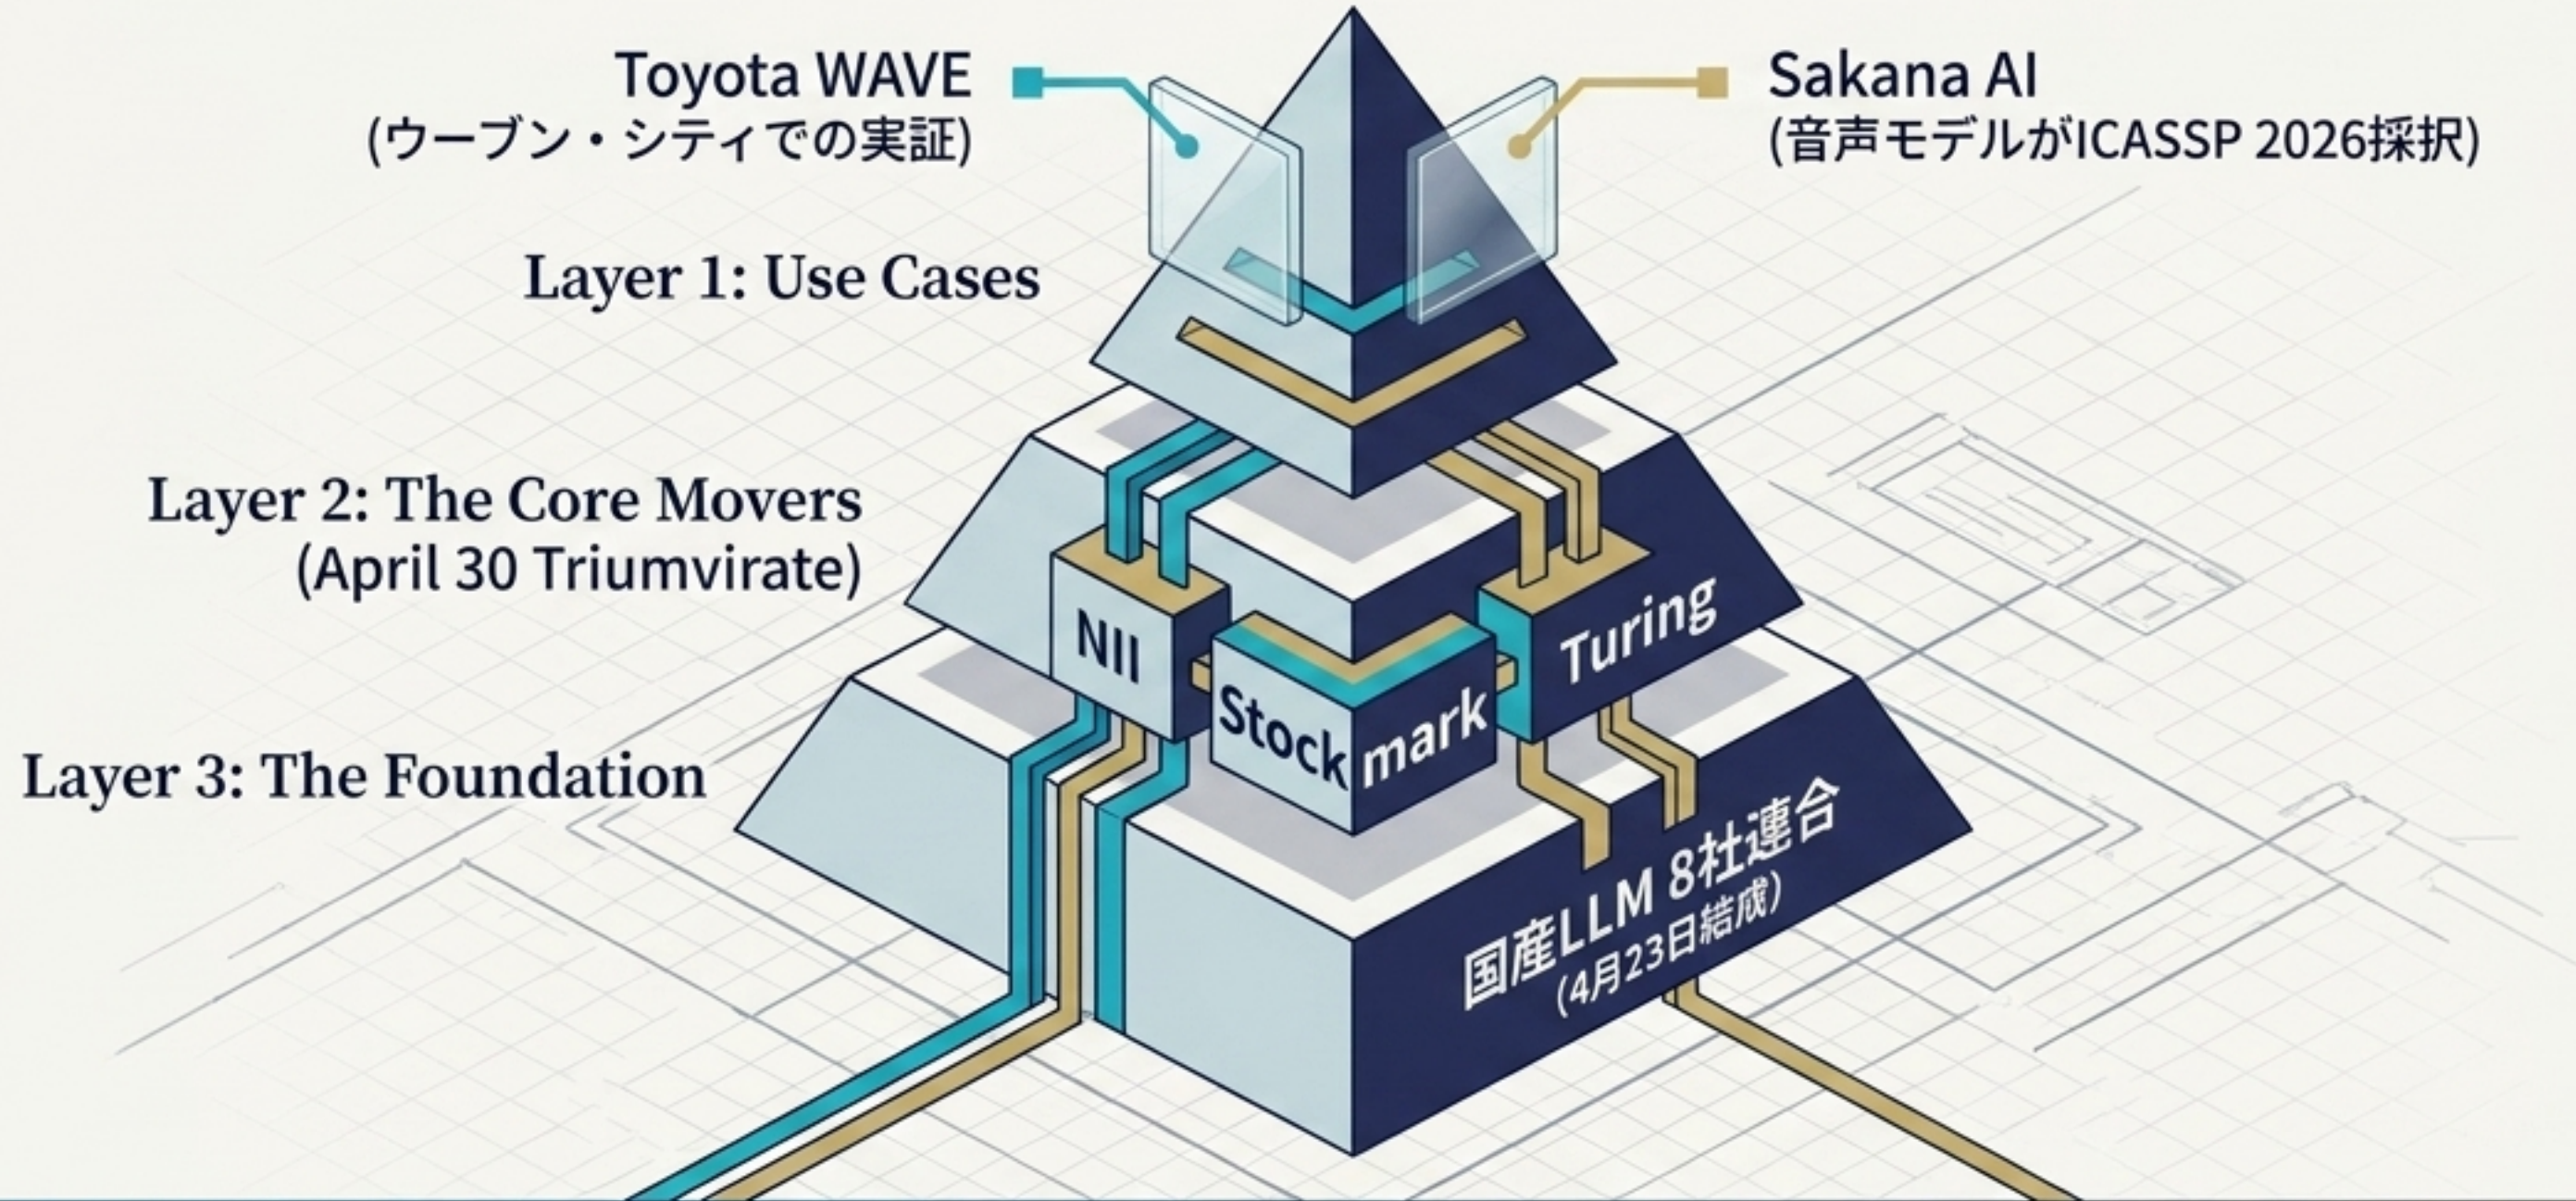 Toyota WAVE
(ウーブン・シティでの実証)
Sakana AI
(音声モデルがICASSP 2026採択)
Layer 1: Use Cases
Layer 2: The Core Movers
(April 30 Triumvirate)
NII
Stockmark
Turing
Layer 3: The Foundation
国産LLM 8社連合
(4月23日結成)